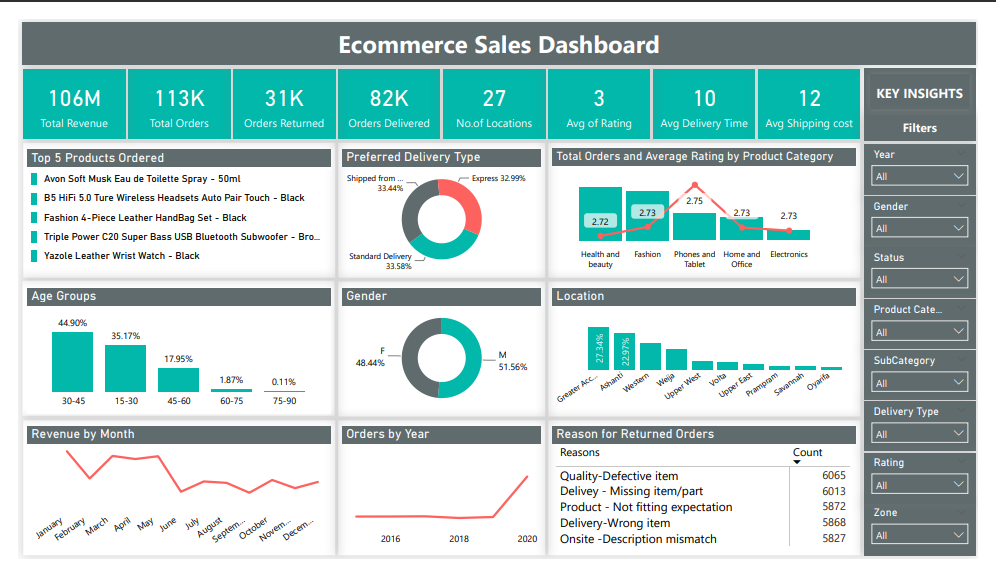 Ecommerce Sales Dashboard
106M
Total Revenue
113K
Total Orders
31K
Orders Returned
82K
Orders Delivered
27
No.of Locations
3
Avg of Rating
10
Avg Delivery Time
12
Avg Shipping cost
KEY INSIGHTS
Filters
Year
All
Gender
All
Status
All
Product Cate...
All
SubCategory
All
Delivery Type
All
Rating
All
Zone
All
Top 5 Products Ordered
Avon Soft Musk Eau de Toilette Spray - 50ml
B5 HiFi 5.0 Ture Wireless Headsets Auto Pair Touch - Black
Fashion 4-Piece Leather HandBag Set - Black
Triple Power C20 Super Bass USB Bluetooth Subwoofer - Bro...
Yazole Leather Wrist Watch - Black
Preferred Delivery Type
Shipped from ...
33.44%
Express 32.99%
Standard Delivery
33.58%
Total Orders and Average Rating by Product Category
2.72
2.73
2.75
2.73
2.73
Health and beauty
Fashion
Phones and Tablet
Home and Office
Electronics
Age Groups
44.90%
35.17%
17.95%
1.87%
0.11%
30-45
15-30
45-60
60-75
75-90
Gender
F
48.44%
M
51.56%
Location
27.34%
22.97%
Greater Acc...
Ashanti
Western
Weija
Upper West
Volta
Upper East
Prampram
Savannah
Oyarifa
Revenue by Month
January
February
March
April
May
June
July
August
Septem...
October
Novem...
Decem...
Orders by Year
2016
2018
2020
Reason for Returned Orders
Reasons Count
Quality-Defective item 6065
Delivey - Missing item/part 6013
Product - Not fitting expectation 5872
Delivery-Wrong item 5868
Onsite -Description mismatch 5827